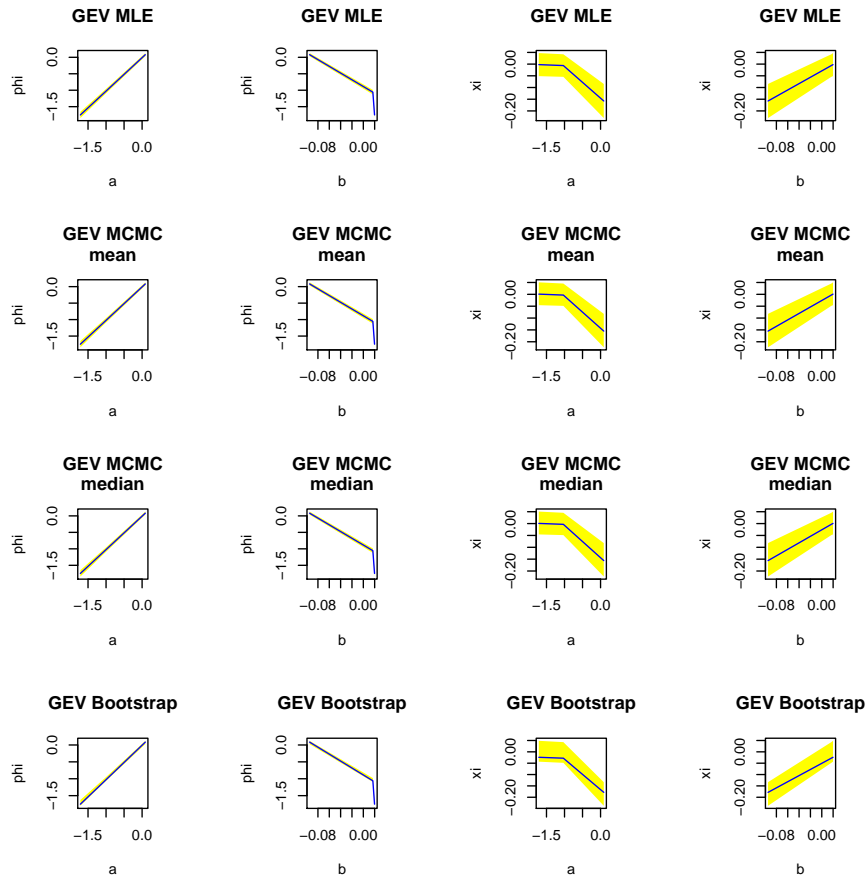 GEV MLE
phi
0.0
−1.5
−1.5 0.0
a
GEV MLE
phi
0.0
−1.5
−0.08 0.00
b
GEV MLE
xi
0.00
−0.20
−1.5 0.0
a
GEV MLE
xi
0.00
−0.20
−0.08 0.00
b
GEV MCMC
mean
phi
0.0
−1.5
−1.5 0.0
a
GEV MCMC
mean
phi
0.0
−1.5
−0.08 0.00
b
GEV MCMC
mean
xi
0.00
−0.20
−1.5 0.0
a
GEV MCMC
mean
xi
0.00
−0.20
−0.08 0.00
b
GEV MCMC
median
phi
0.0
−1.5
−1.5 0.0
a
GEV MCMC
median
phi
0.0
−1.5
−0.08 0.00
b
GEV MCMC
median
xi
0.00
−0.20
−1.5 0.0
a
GEV MCMC
median
xi
0.00
−0.20
−0.08 0.00
b
GEV Bootstrap
phi
0.0
−1.5
−1.5 0.0
a
GEV Bootstrap
phi
0.0
−1.5
−0.08 0.00
b
GEV Bootstrap
xi
0.00
−0.20
−1.5 0.0
a
GEV Bootstrap
xi
0.00
−0.20
−0.08 0.00
b